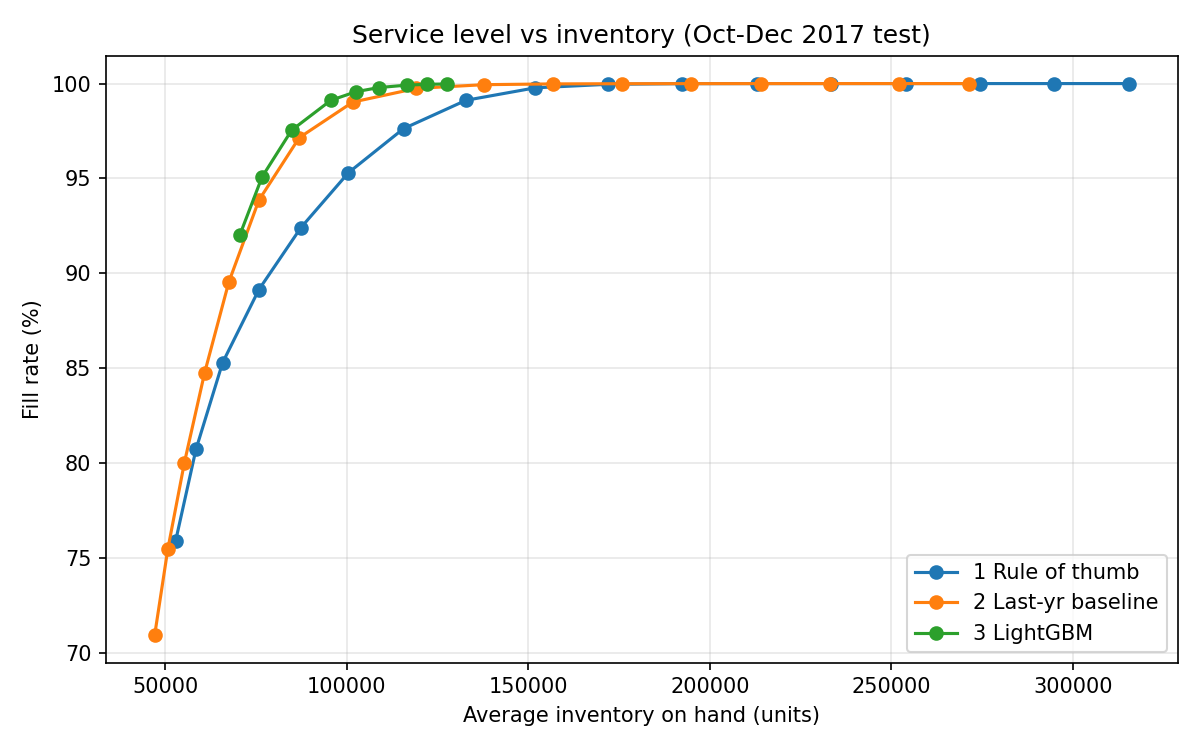 Service level vs inventory (Oct-Dec 2017 test)
100
95
90
85
80
75
70
Fill rate (%)
50000 100000 150000 200000 250000 300000
Average inventory on hand (units)
1 Rule of thumb
2 Last-yr baseline
3 LightGBM